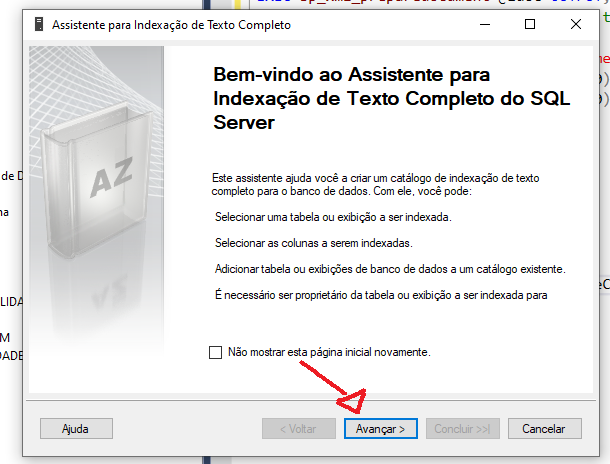 Assistente para Indexação de Texto Completo
Bem-vindo ao Assistente para
Indexação de Texto Completo do SQL
Server
Este assistente ajuda você a criar um catálogo de indexação de texto
completo para o banco de dados. Com ele, você pode:
Selecionar uma tabela ou exibição a ser indexada.
Selecionar as colunas a serem indexadas.
Adicionar tabela ou exibições de banco de dados a um catálogo existente.
É necessário ser proprietário da tabela ou exibição a ser indexada para
Não mostrar esta página inicial novamente.
AZ
de D
na
LIDA
M
DADE
Ajuda
< Voltar
Avançar >
Concluir >>|
Cancelar